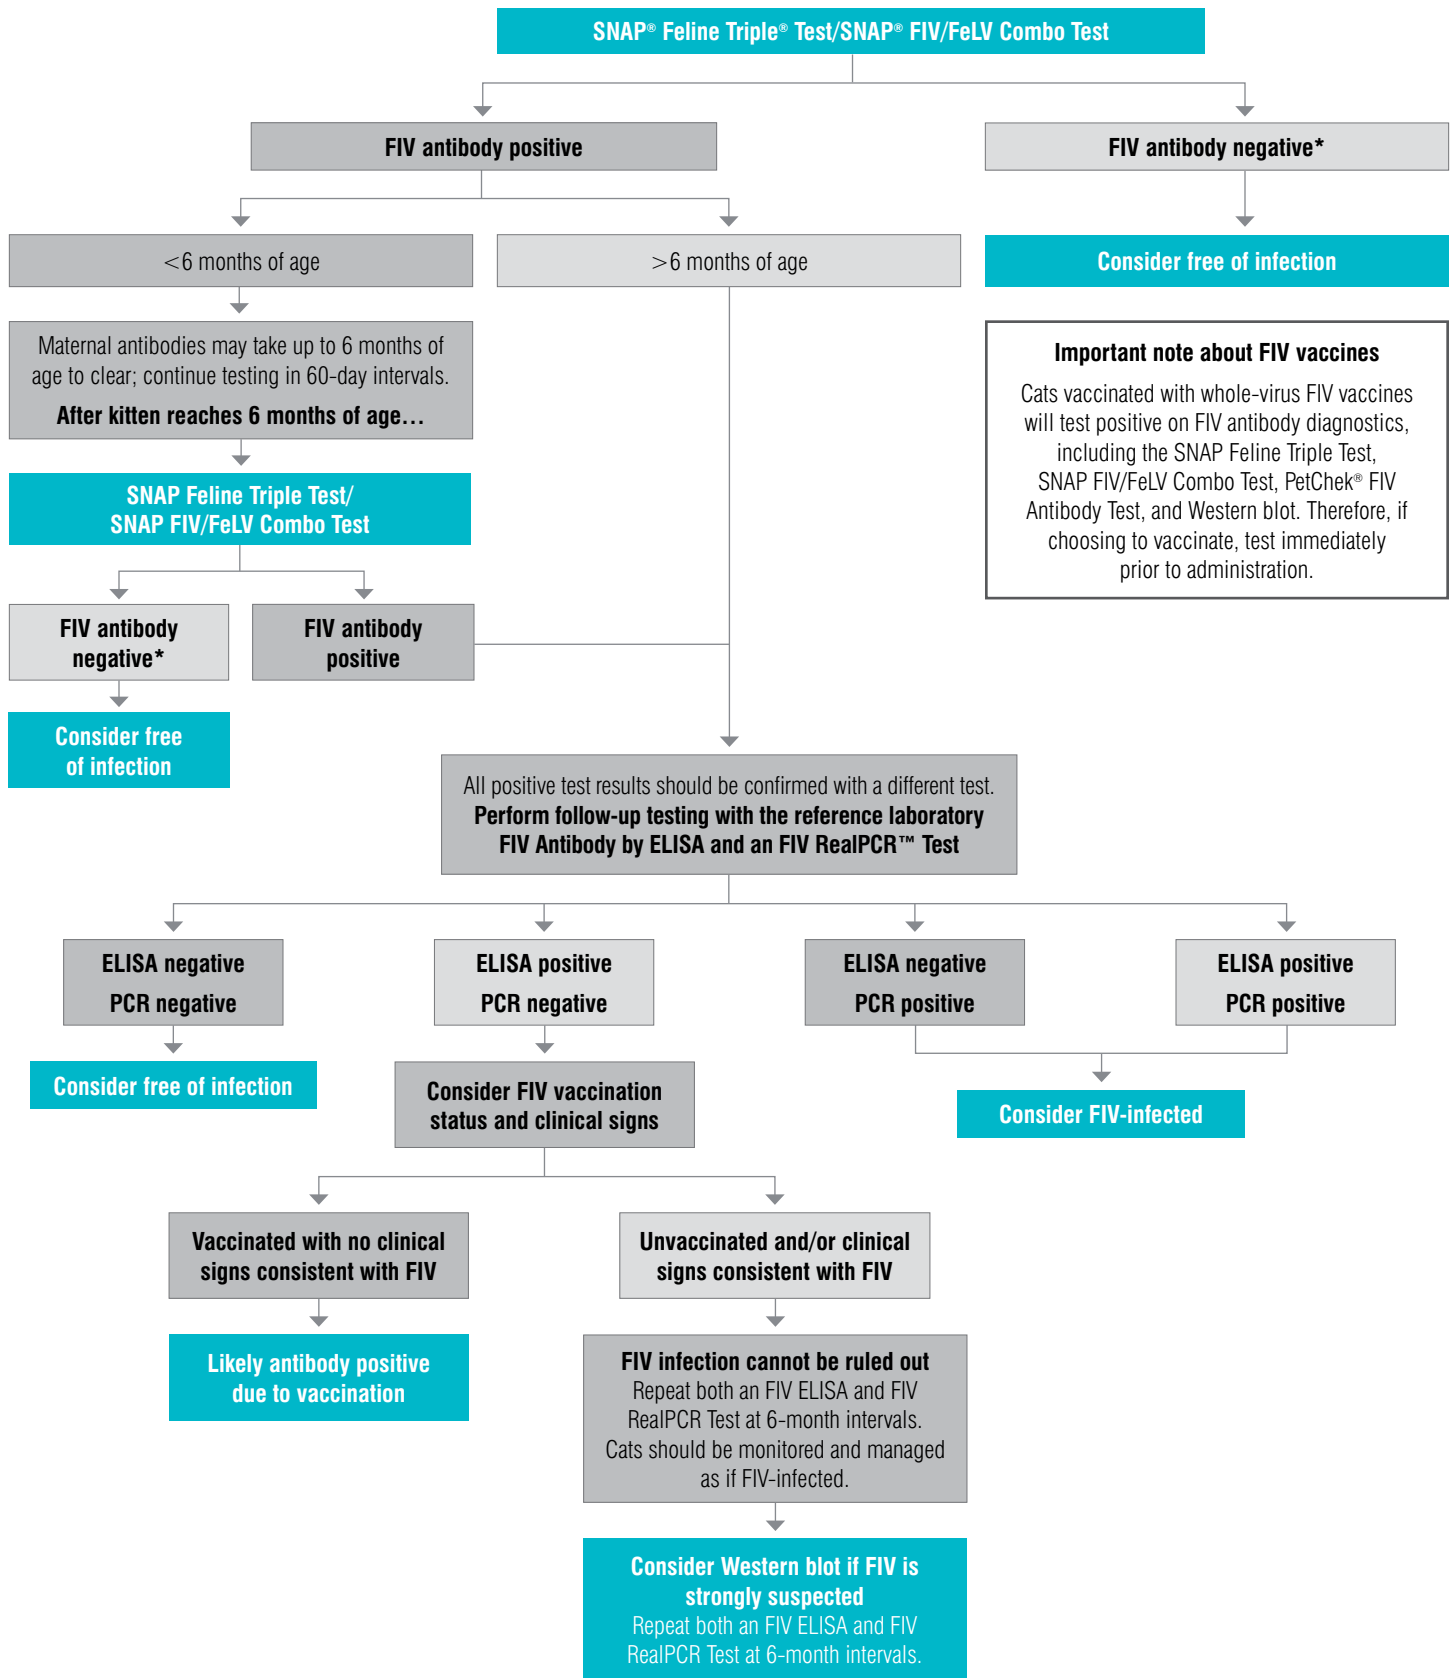 SNAP® Feline Triple® Test/SNAP® FIV/FeLV Combo Test
FIV antibody positive
FIV antibody negative*
<6 months of age
>6 months of age
Consider free of infection
Maternal antibodies may take up to 6 months of
age to clear; continue testing in 60-day intervals.
After kitten reaches 6 months of age…
Important note about FIV vaccines
Cats vaccinated with whole-virus FIV vaccines
will test positive on FIV antibody diagnostics,
including the SNAP Feline Triple Test,
SNAP FIV/FeLV Combo Test, PetChek® FIV
Antibody Test, and Western blot. Therefore, if
choosing to vaccinate, test immediately
prior to administration.
SNAP Feline Triple Test/
SNAP FIV/FeLV Combo Test
FIV antibody
negative*
FIV antibody
positive
Consider free
of infection
All positive test results should be confirmed with a different test.
Perform follow-up testing with the reference laboratory
FIV Antibody by ELISA and an FIV RealPCR™ Test
ELISA negative
PCR negative
ELISA positive
PCR negative
ELISA negative
PCR positive
ELISA positive
PCR positive
Consider free of infection
Consider FIV vaccination
status and clinical signs
Consider FIV-infected
Vaccinated with no clinical
signs consistent with FIV
Unvaccinated and/or clinical
signs consistent with FIV
Likely antibody positive
due to vaccination
FIV infection cannot be ruled out
Repeat both an FIV ELISA and FIV
RealPCR Test at 6-month intervals.
Cats should be monitored and managed
as if FIV-infected.
Consider Western blot if FIV is
strongly suspected
Repeat both an FIV ELISA and FIV
RealPCR Test at 6-month intervals.